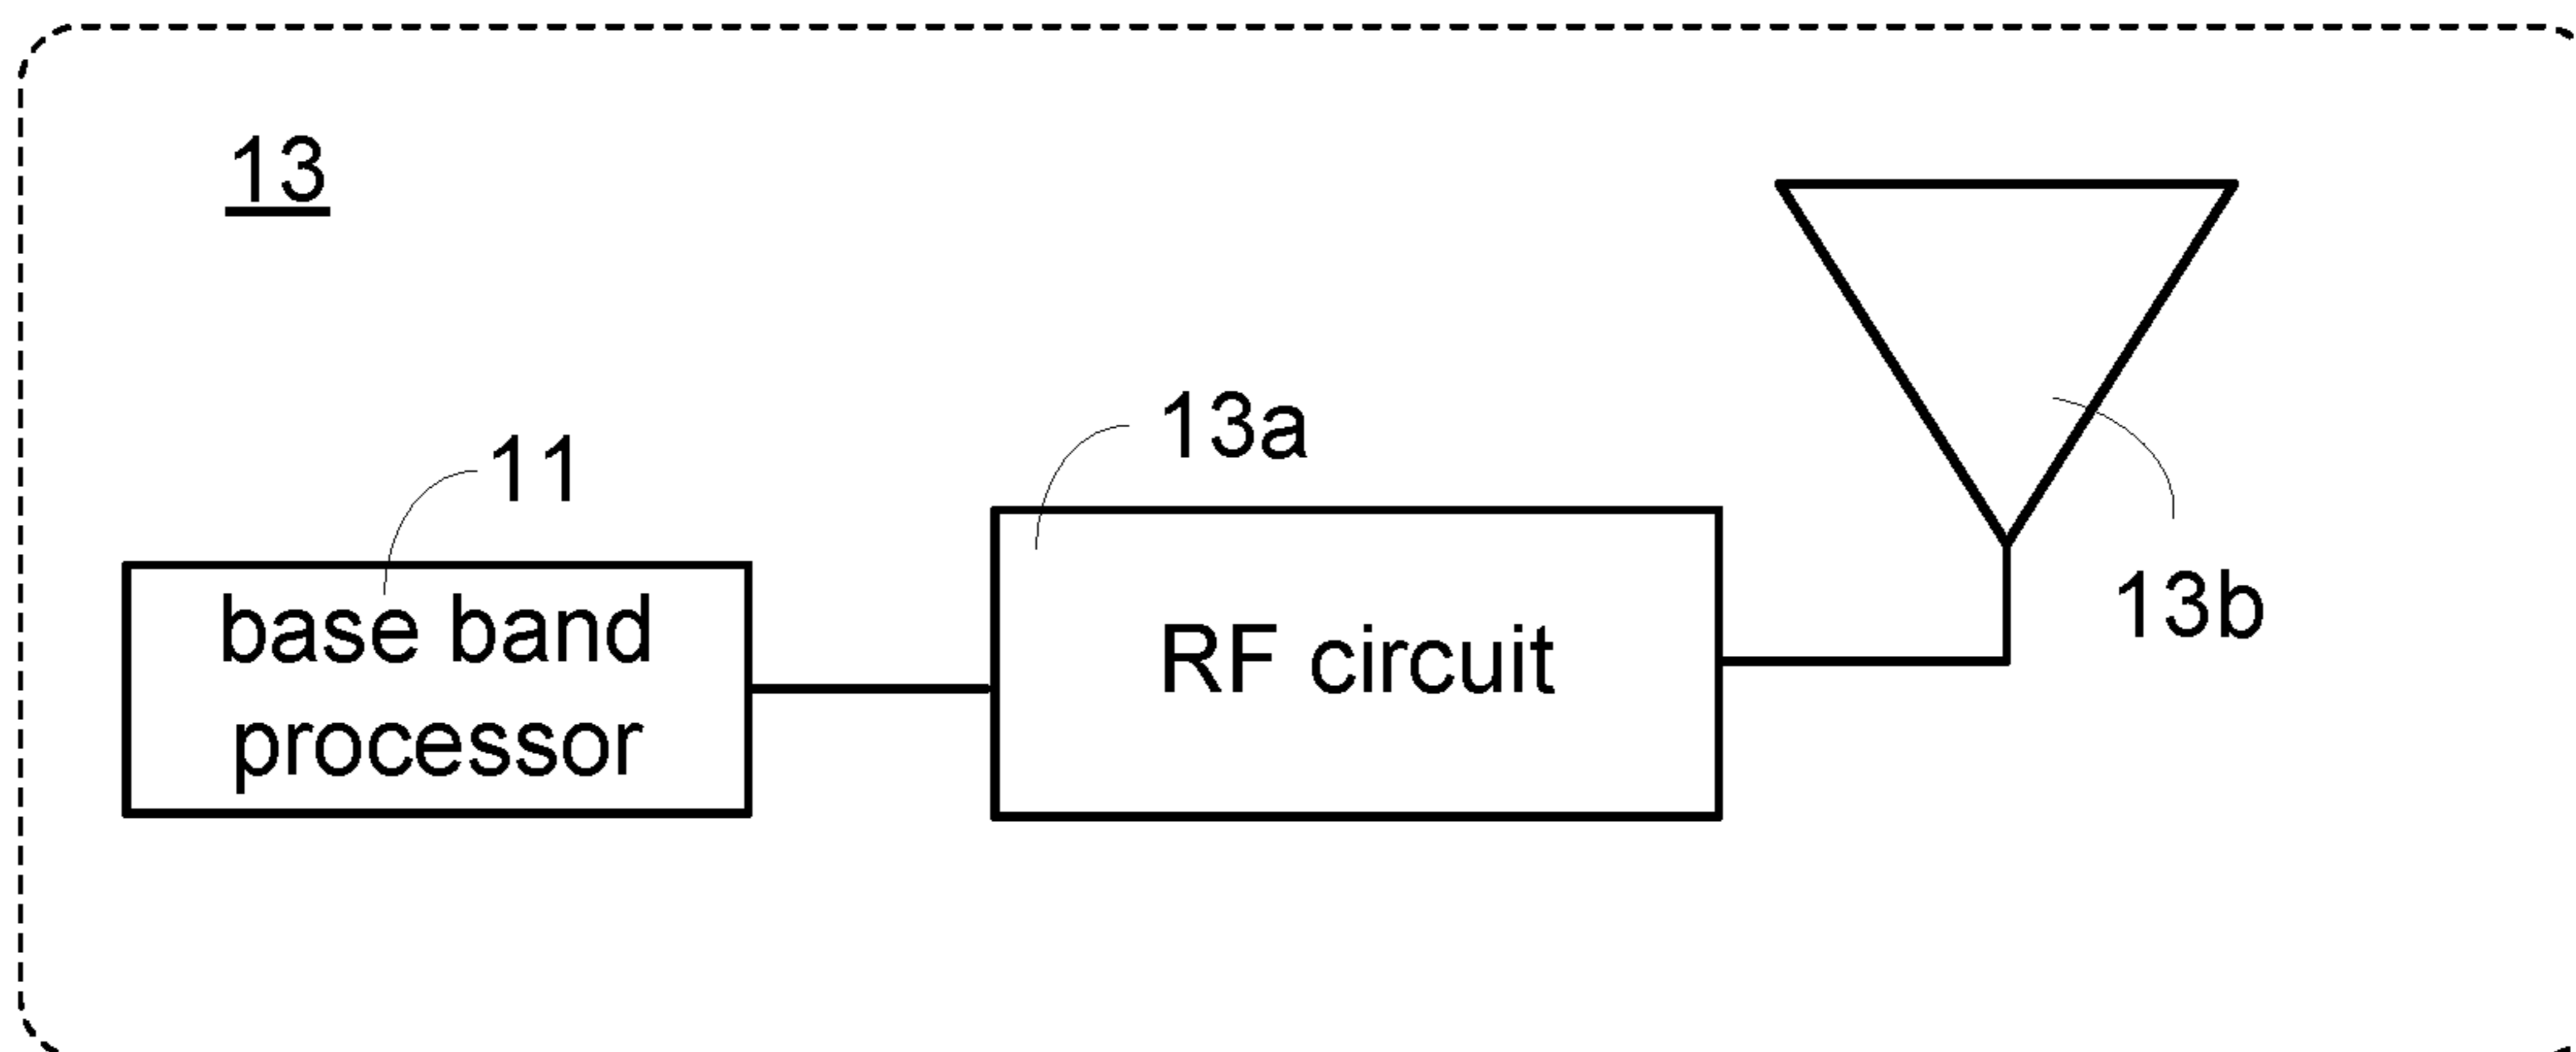 13
11
13a
13b
base band
processor
RF circuit